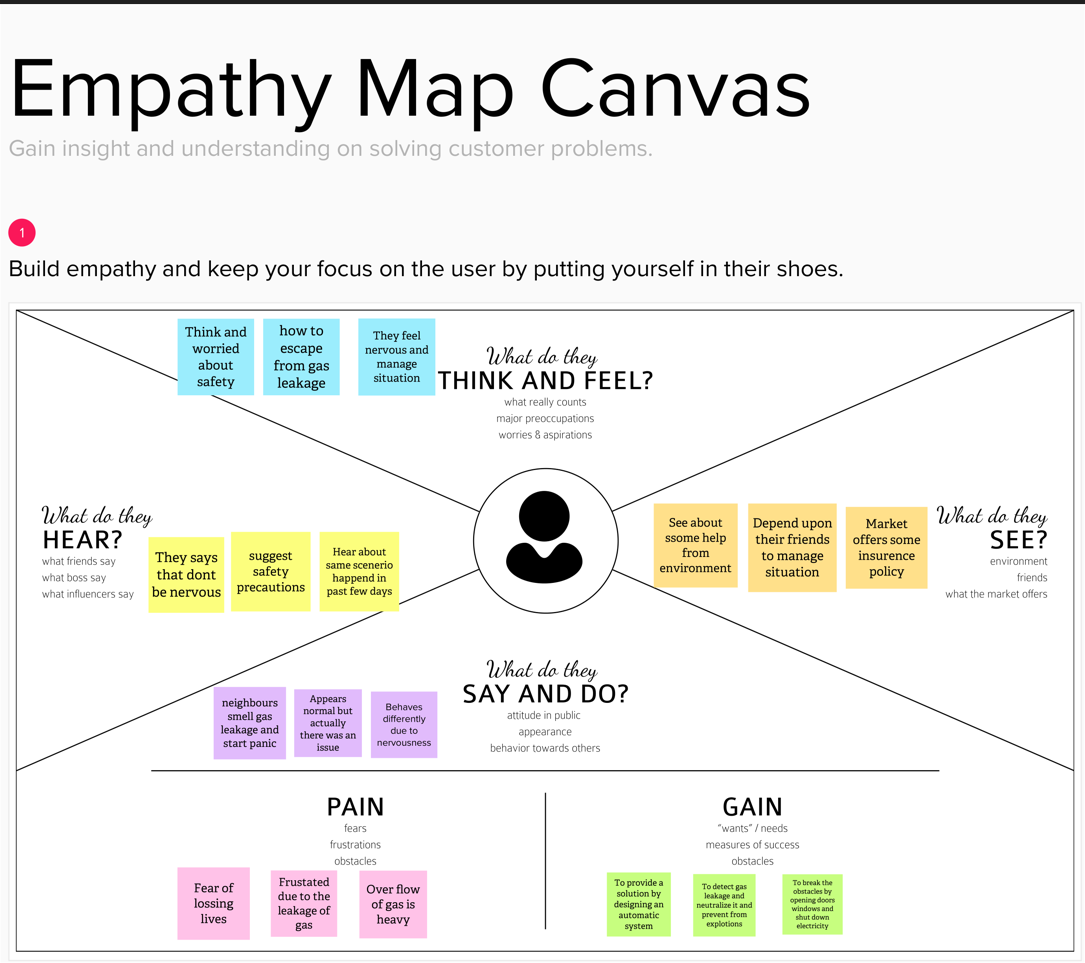 Empathy Map Canvas
Gain insight and understanding on solving customer problems.
1
Build empathy and keep your focus on the user by putting yourself in their shoes.
Think and
worried
about
safety
how to
escape
from gas
leakage
They feel
nervous and
manage
situation
What do they
THINK AND FEEL?
what really counts
major preoccupations
worries & aspirations
What do they
HEAR?
what friends say
what boss say
what influencers say
They says
that dont
be nervous
suggest
safety
precautions
Hear about
same scenerio
happend in
past few days
See about
ssome help
from
environment
Depend upon
their friends
to manage
situation
Market
offers some
insurence
policy
What do they
SEE?
environment
friends
what the market offers
What do they
SAY AND DO?
attitude in public
appearance
behavior towards others
neighbours
smell gas
leakage and
start panic
Appears
normal but
actually
there was an
issue
Behaves
differently
due to
nervousness
PAIN
fears
frustrations
obstacles
Fear of
lossing
lives
Frustated
due to the
leakage of
gas
Over flow
of gas is
heavy
GAIN
"wants" / needs
measures of success
obstacles
To provide a
solution by
designing an
automatic
system
To detect gas
leakage and
neutralize it and
prevent from
explotions
To break the
obstacles by
opening doors
windows and
shut down
electricity